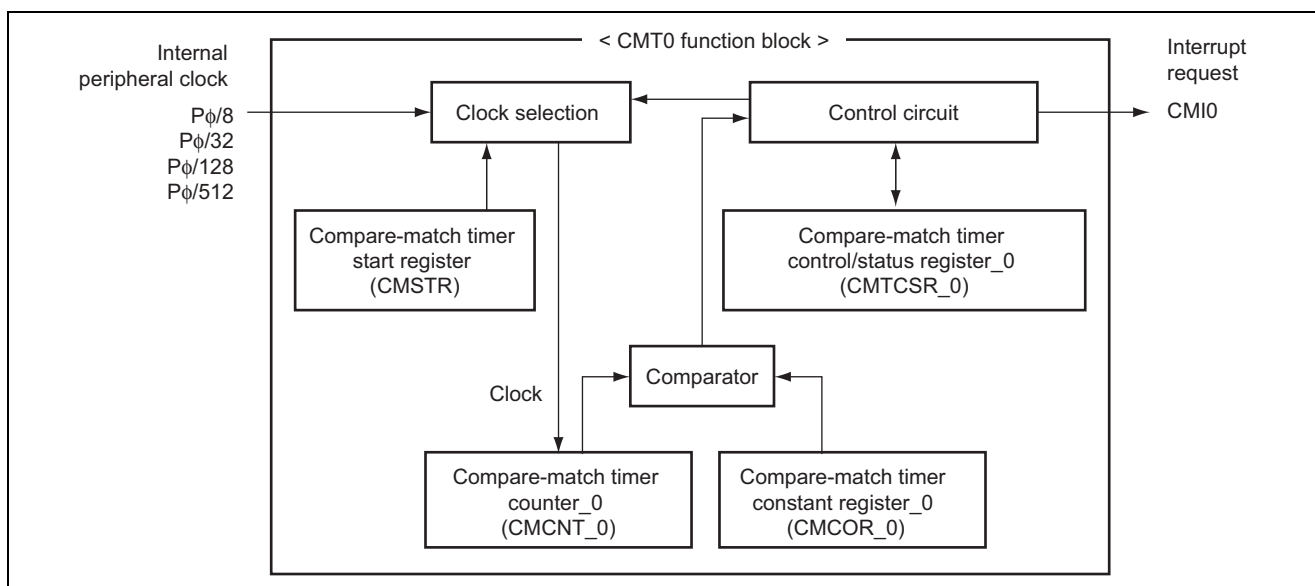 < CMT0 function block >
Internal
peripheral clock
Pϕ/8
Pϕ/32
Pϕ/128
Pϕ/512
Clock selection
Control circuit
Interrupt
request
CMI0
Compare-match timer
start register
(CMSTR)
Compare-match timer
control/status register_0
(CMTCSR_0)
Comparator
Clock
Compare-match timer
counter_0
(CMCNT_0)
Compare-match timer
constant register_0
(CMCOR_0)